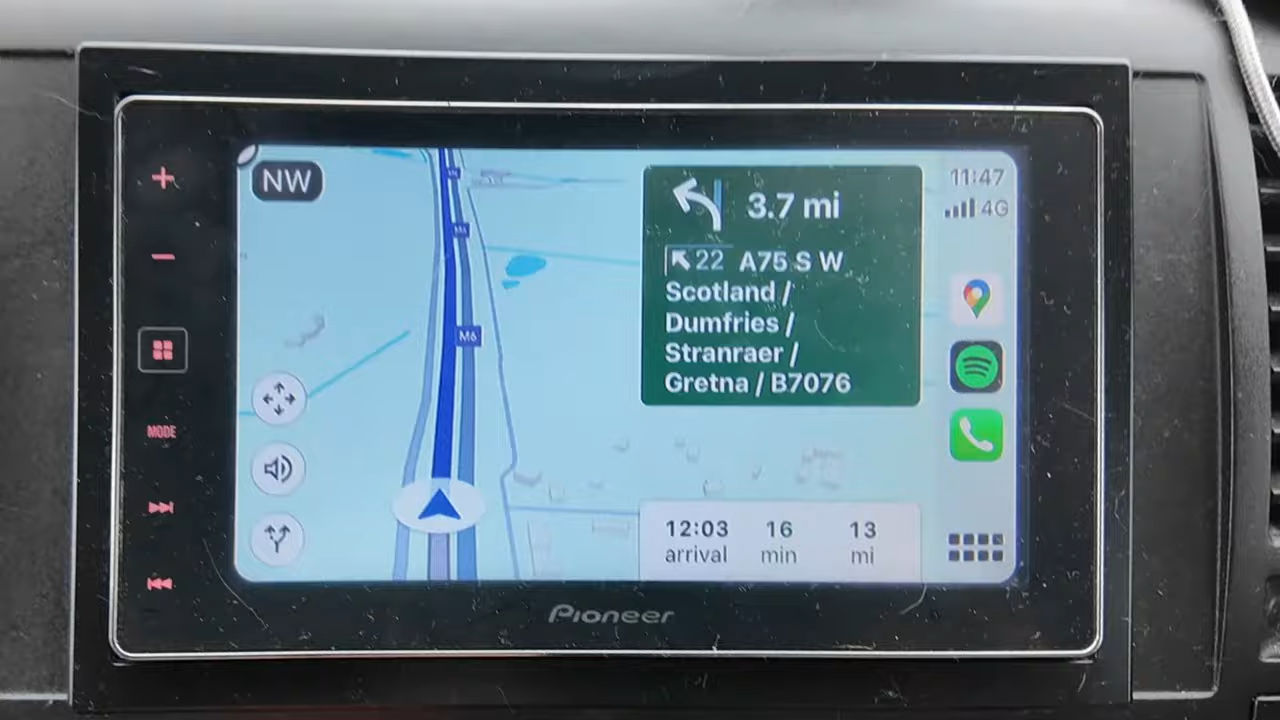 NW
M6
3.7 mi
22 A75 S W
Scotland /
Dumfries /
Stranraer /
Gretna / B7076
11:47
4G
MODE
12:03 16 13
arrival min mi
Pioneer